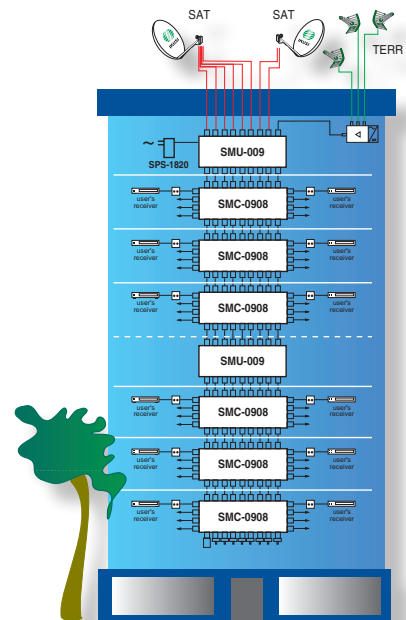 SAT
SAT
TERR
SPS-1820
SMU-009
user's
receiver
SMC-0908
user's
receiver
user's
receiver
SMC-0908
user's
receiver
user's
receiver
SMC-0908
user's
receiver
SMU-009
user's
receiver
SMC-0908
user's
receiver
user's
receiver
SMC-0908
user's
receiver
user's
receiver
SMC-0908
user's
receiver